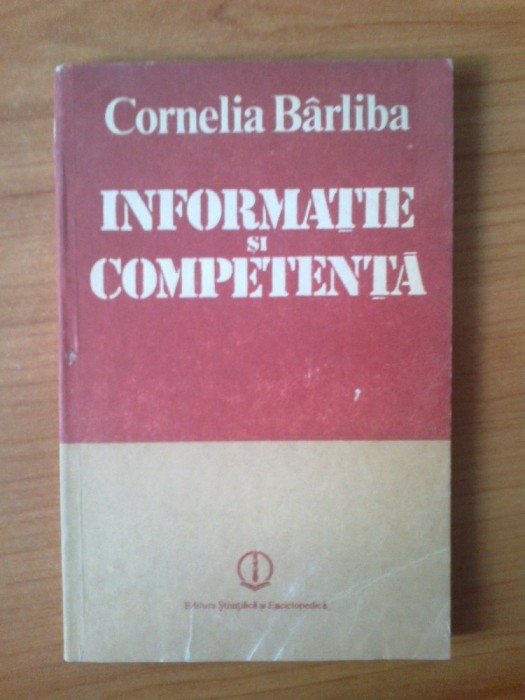 Cornelia Bârliba
INFORMAȚIE
ȘI
COMPETENȚĂ
Editura Științifică și Enciclopedică